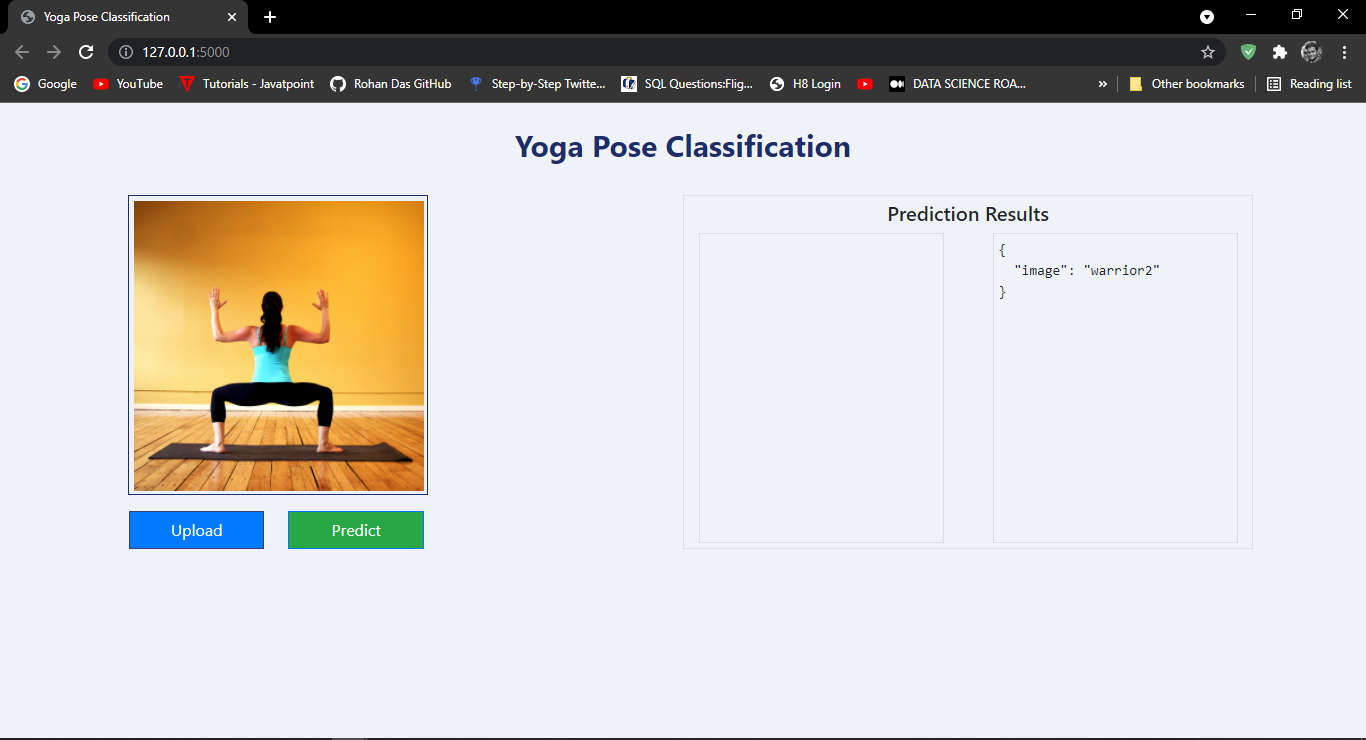 Yoga Pose Classification
127.0.0.1:5000
Google YouTube Tutorials - Javatpoint Rohan Das GitHub Step-by-Step Twitte... SQL Questions:Flig... H8 Login DATA SCIENCE ROA... » Other bookmarks Reading list
Yoga Pose Classification
Upload Predict
Prediction Results
{
"image": "warrior2"
}